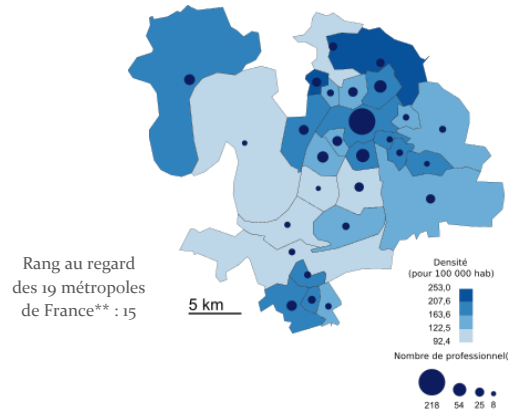 Rang au regard
des 19 métropoles
de France** : 15
5 km
Densité
(pour 100 000 hab)
253,0
207,6
163,6
122,5
92,4
Nombre de professionnel(
218 54 25 8